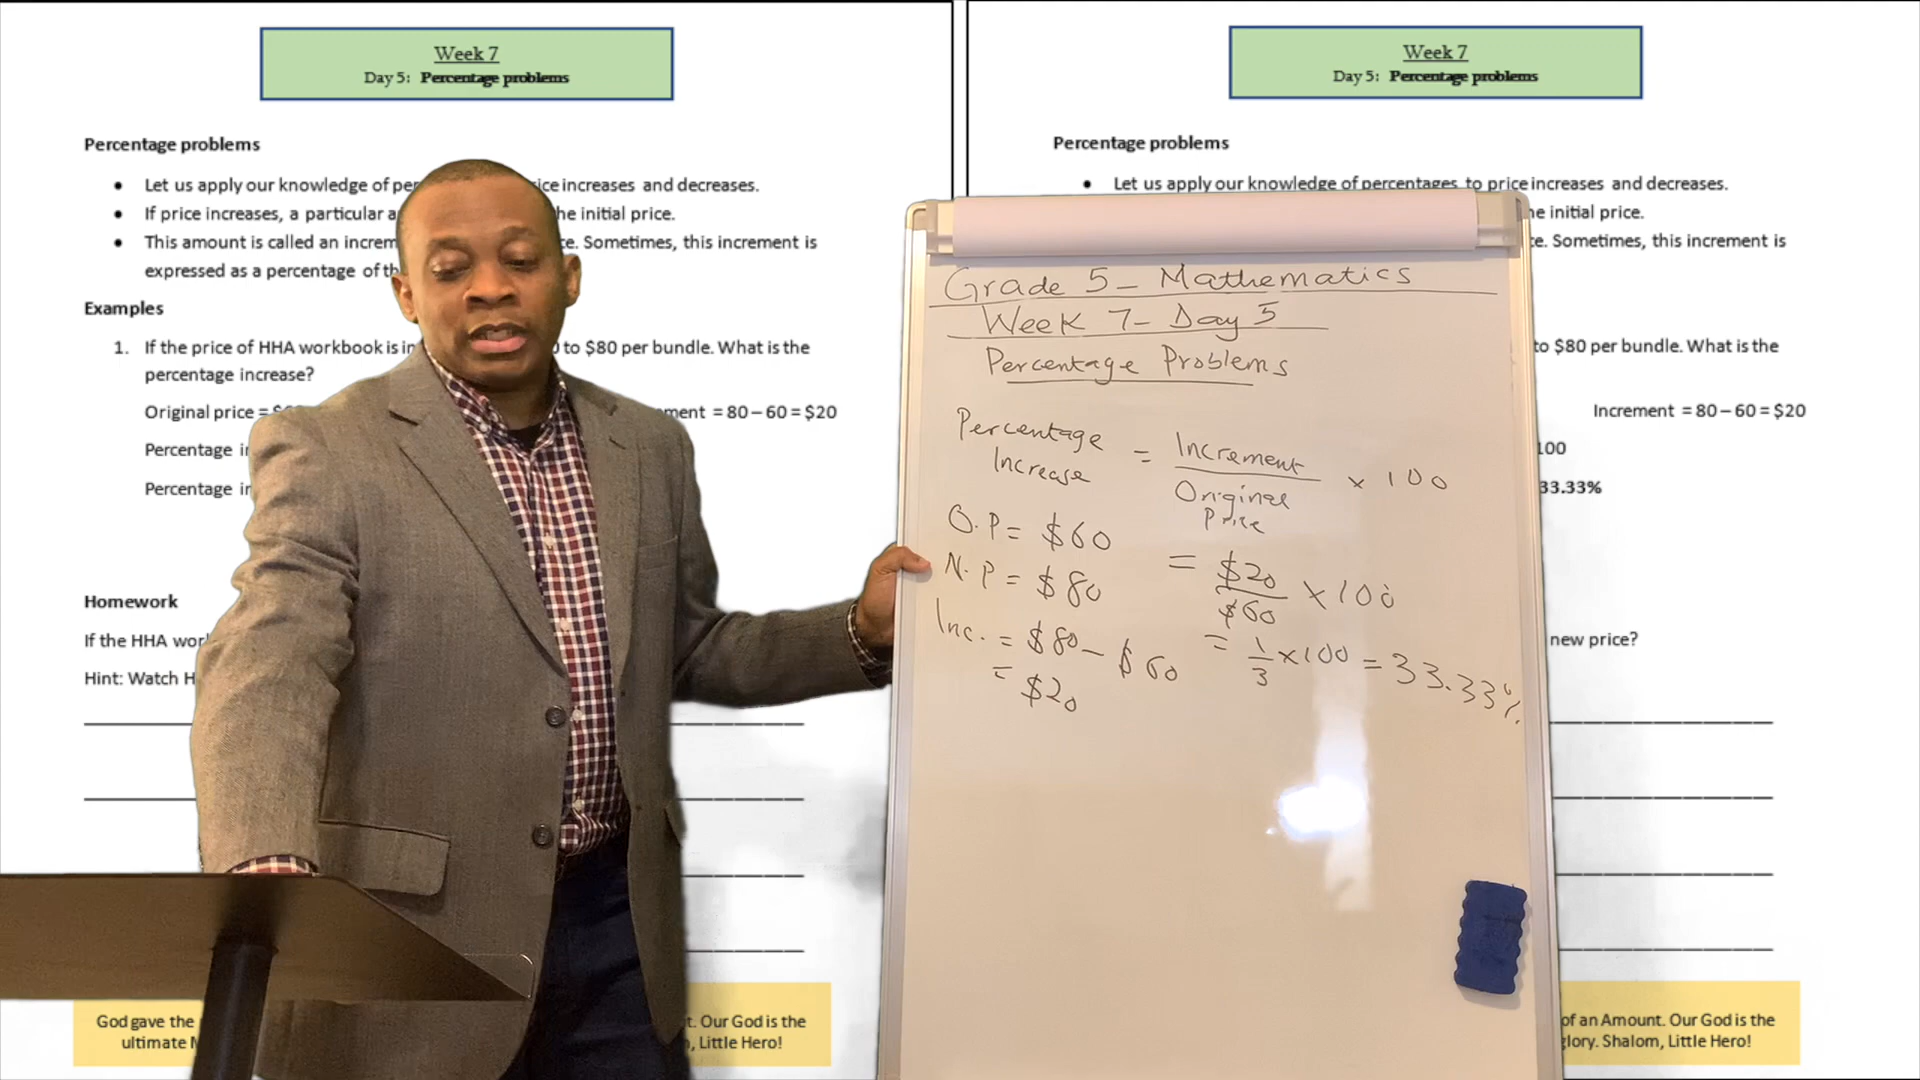 Week 7
Day 5: Percentage problems
Percentage problems
Let us apply our knowledge of per ice increases and decreases.
If price increases, a particular a he initial price.
This amount is called an increm ce. Sometimes, this increment is
expressed as a percentage of th
Examples
1. If the price of HHA workbook is in 0 to $80 per bundle. What is the
percentage increase?
Original price = $ ment = 80 – 60 = $20
Percentage in
Percentage in
Homework
If the HHA wor
Hint: Watch H
God gave the t. Our God is the
ultimate M , Little Hero!
Week 7
Day 5: Percentage problems
Percentage problems
Let us apply our knowledge of percentages to price increases and decreases.
he initial price.
ce. Sometimes, this increment is
to $80 per bundle. What is the
Increment = 80 – 60 = $20
100
33.33%
new price?
of an Amount. Our God is the
glory. Shalom, Little Hero!
Grade 5 - Mathematics
Week 7 - Day 5
Percentage Problems
Percentage Increase = Increment / Original Price × 100
O.P = $60
N.P = $80
Inc. = $80 - $60
= $20
= $20 / $60 × 100
= 1/3 × 100 = 33.33%